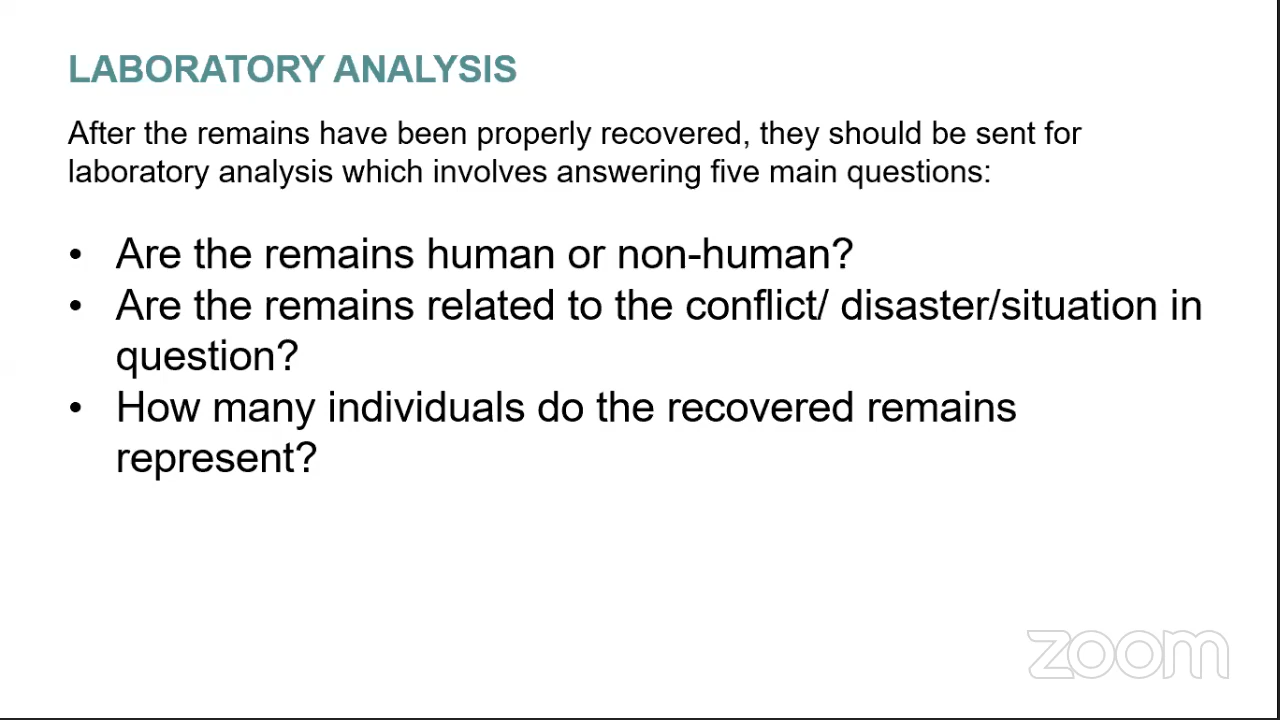 LABORATORY ANALYSIS
After the remains have been properly recovered, they should be sent for
laboratory analysis which involves answering five main questions:
• Are the remains human or non-human?
• Are the remains related to the conflict/ disaster/situation in
question?
• How many individuals do the recovered remains
represent?
zoom